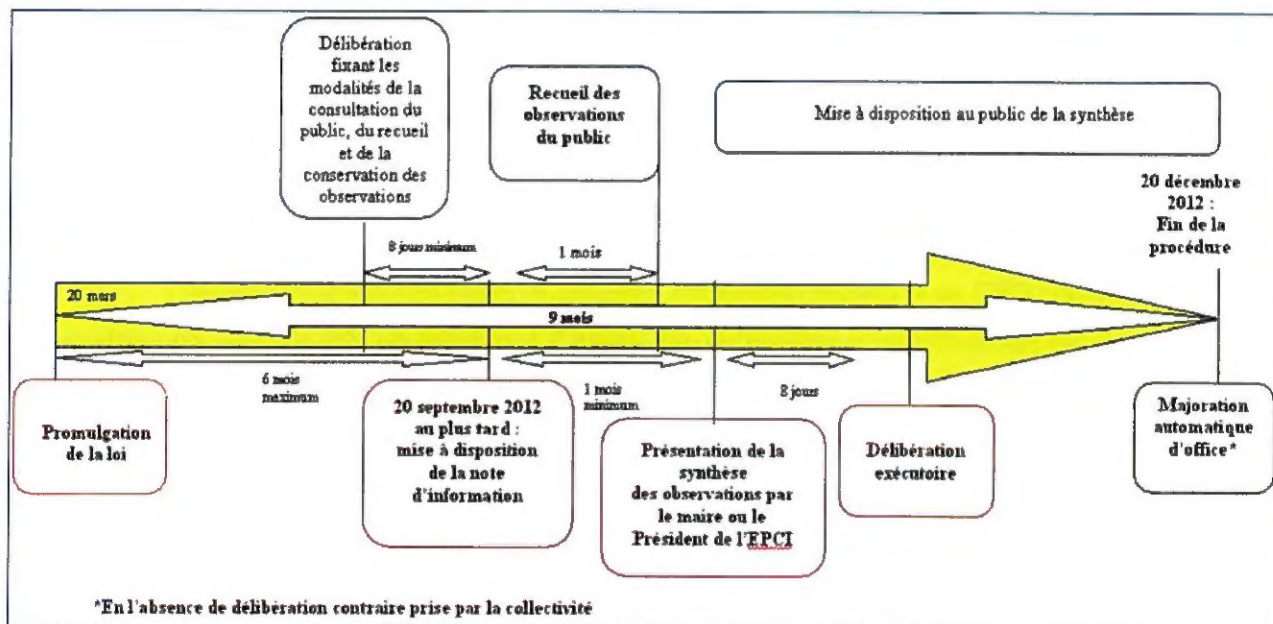 Délibération
fixant les
modalités de la
consultation du
public, du recueil
et de la
conservation des
observations
Recueil des
observations
du public
Mise à disposition au public de la synthèse
20 décembre
2012 :
Fin de la
procédure
8 jours minimum
1 mois
20 mars
9 mois
6 mois
maximum
1 mois
minimum
8 jours
Promulgation
de la loi
20 septembre 2012
au plus tard :
mise à disposition
de la note
d'information
Présentation de la
synthèse
des observations par
le maire ou le
Président de l'EPCI
Délibération
exécutoire
Majoration
automatique
d'office*
*En l'absence de délibération contraire prise par la collectivité